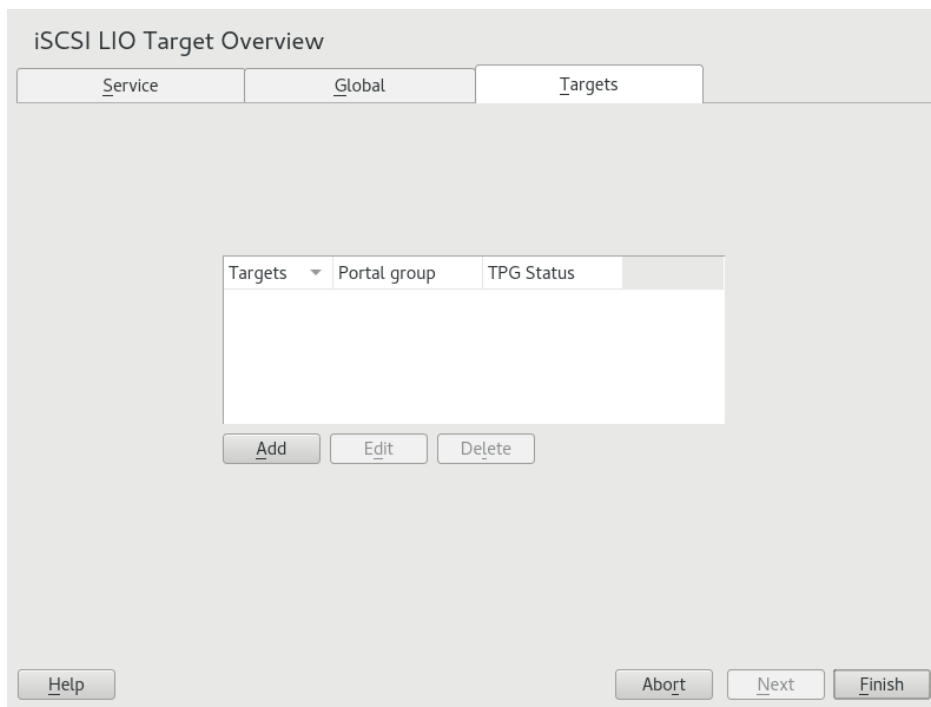 iSCSI LIO Target Overview
Service Global Targets
Targets Portal group TPG Status
Add Edit Delete
Help Abort Next Finish